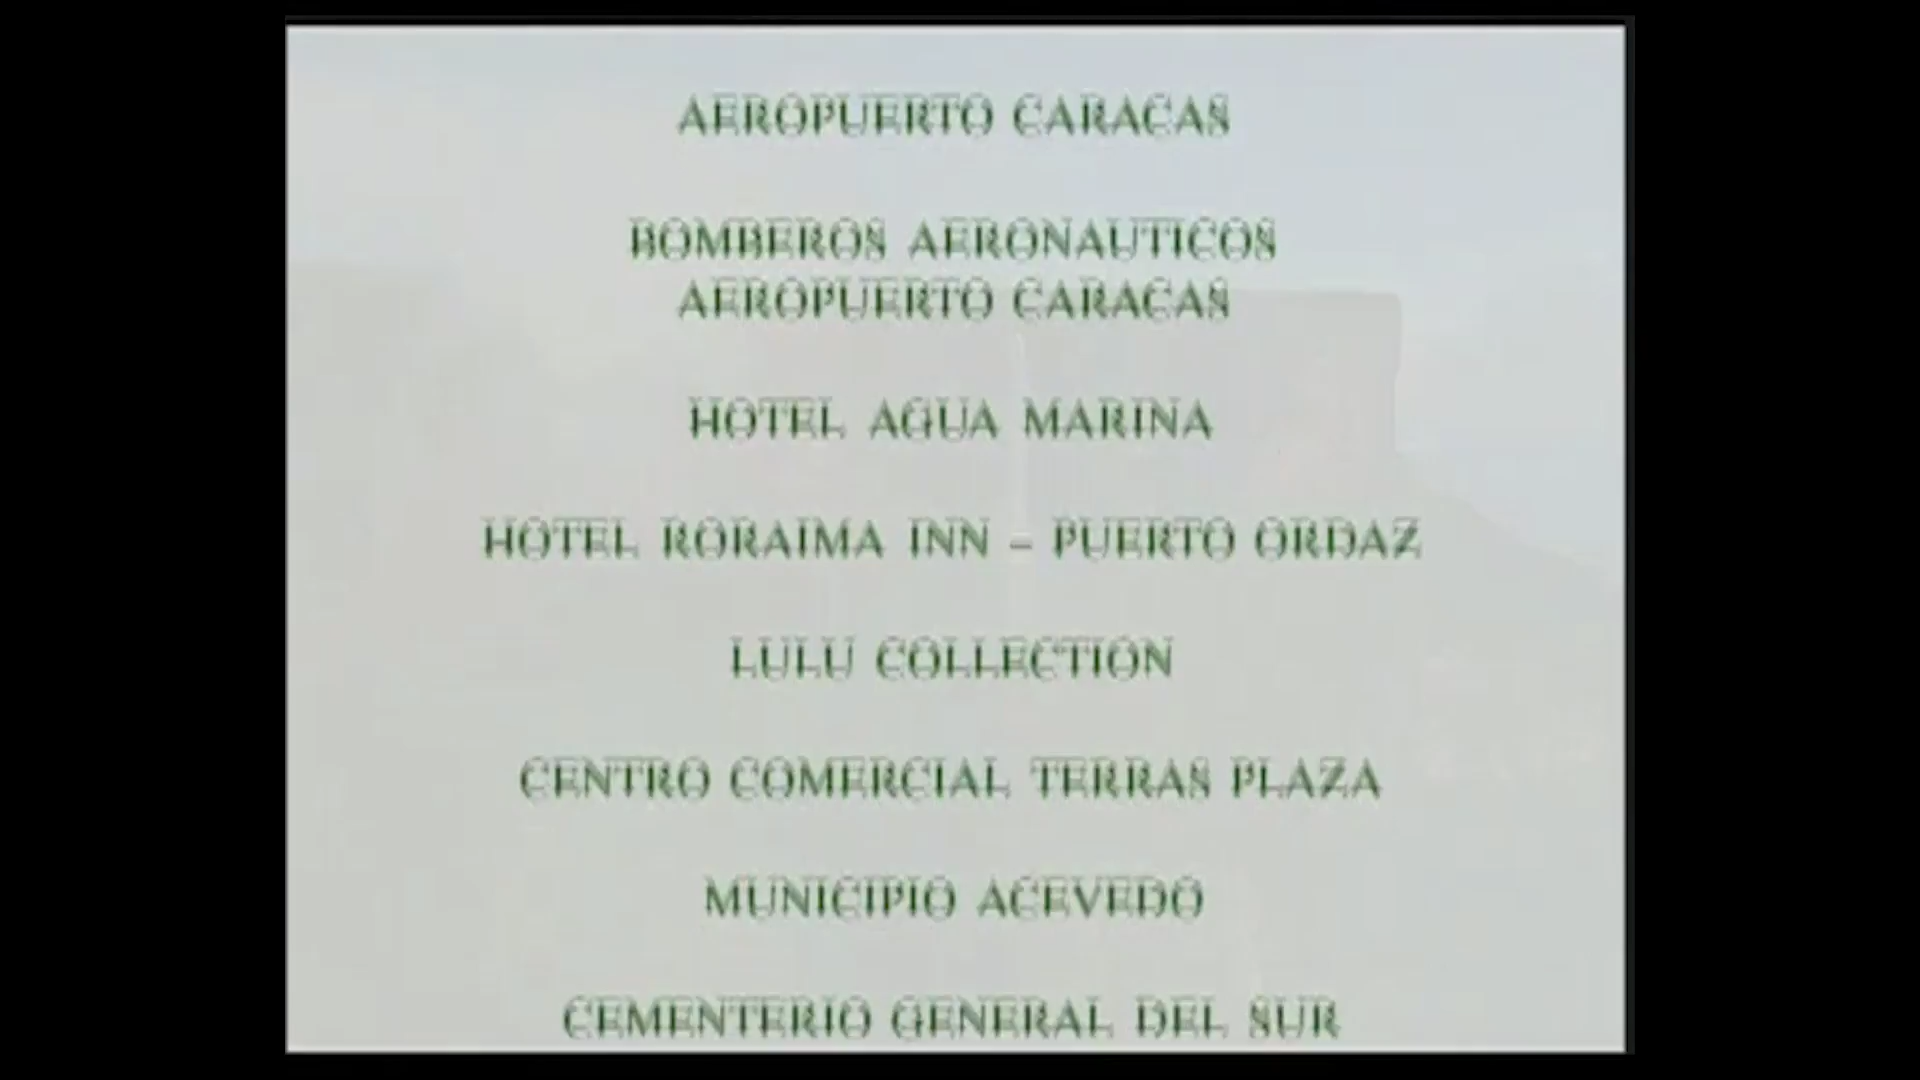 AEROPUERTO CARACAS
BOMBEROS AERONAUTICOS
AEROPUERTO CARACAS
HOTEL AGUA MARINA
HOTEL RORAIMA INN – PUERTO ORDAZ
LULU COLLECTION
CENTRO COMERCIAL TERRAS PLAZA
MUNICIPIO ACEVEDO
CEMENTERIO GENERAL DEL SUR